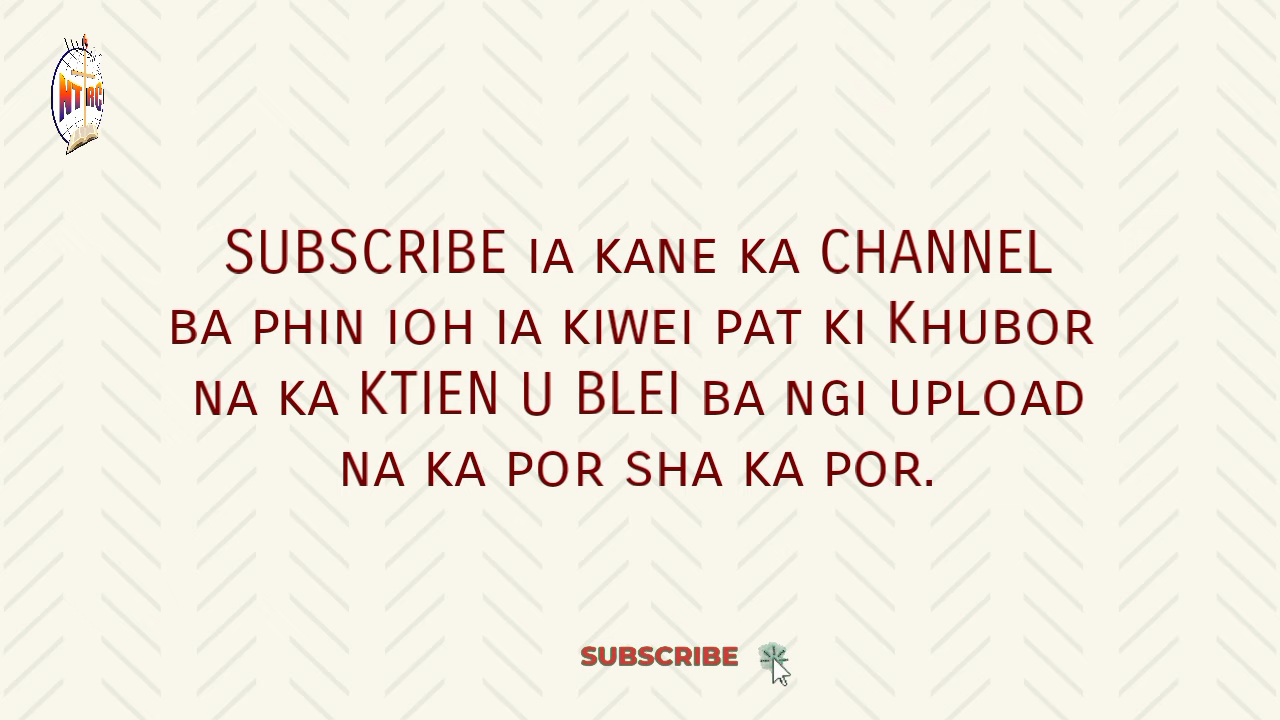 NTRC
SUBSCRIBE IA KANE KA CHANNEL
BA PHIN IOH IA KIWEI PAT KI KHUBOR
NA KA KTIEN U BLEI BA NGI UPLOAD
NA KA POR SHA KA POR.
SUBSCRIBE